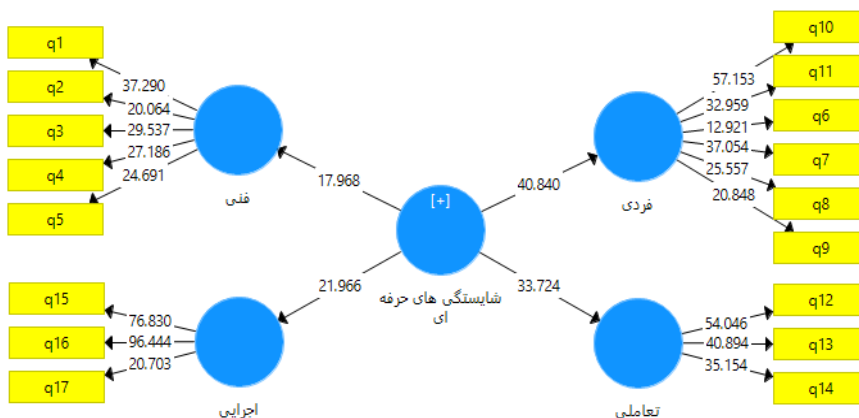 q1
q2
q3
q4
q5
37.290
20.064
29.537
27.186
24.691
فنی
17.968
q10
q11
q6
q7
q8
q9
57.153
32.959
12.921
37.054
25.557
20.848
فردی
40.840
[+]
شایستگی های حرفه
ای
21.966
33.724
q15
q16
q17
76.830
96.444
20.703
اجرایی
q12
q13
q14
54.046
40.894
35.154
تعاملی